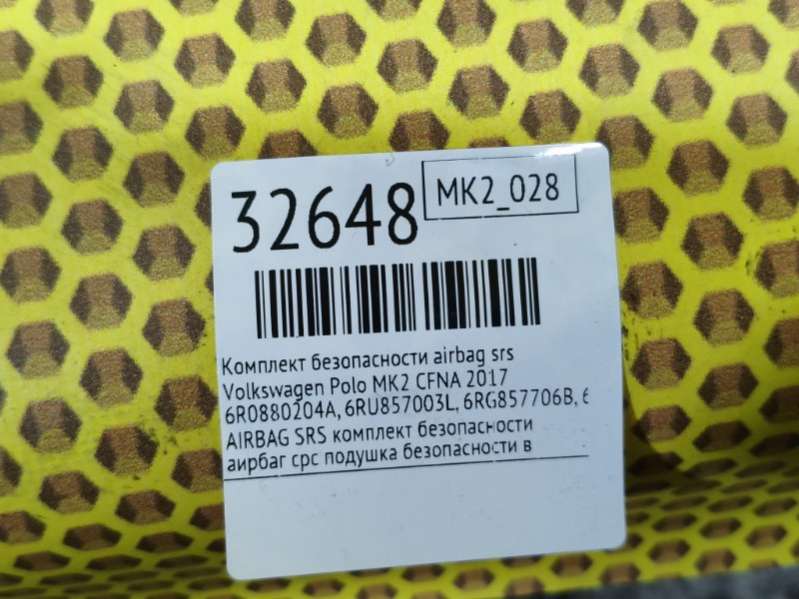 32648
MK2_028
Комплект безопасности airbag srs
Volkswagen Polo MK2 CFNA 2017
6R0880204A, 6RU857003L, 6RG857706B, 6
AIRBAG SRS комплект безопасности
аирбаг срс подушка безопасности в